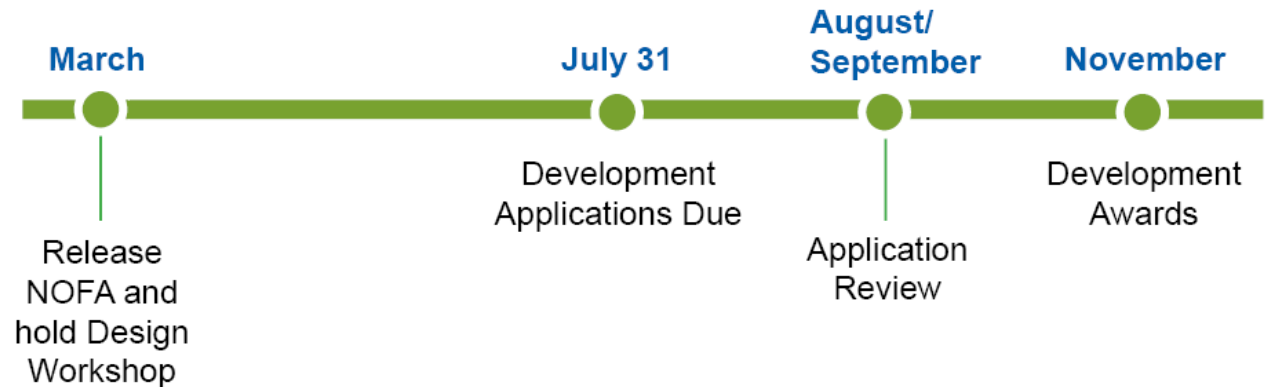 March
Release
NOFA and
hold Design
Workshop
July 31
Development
Applications Due
August/
September
Application
Review
November
Development
Awards